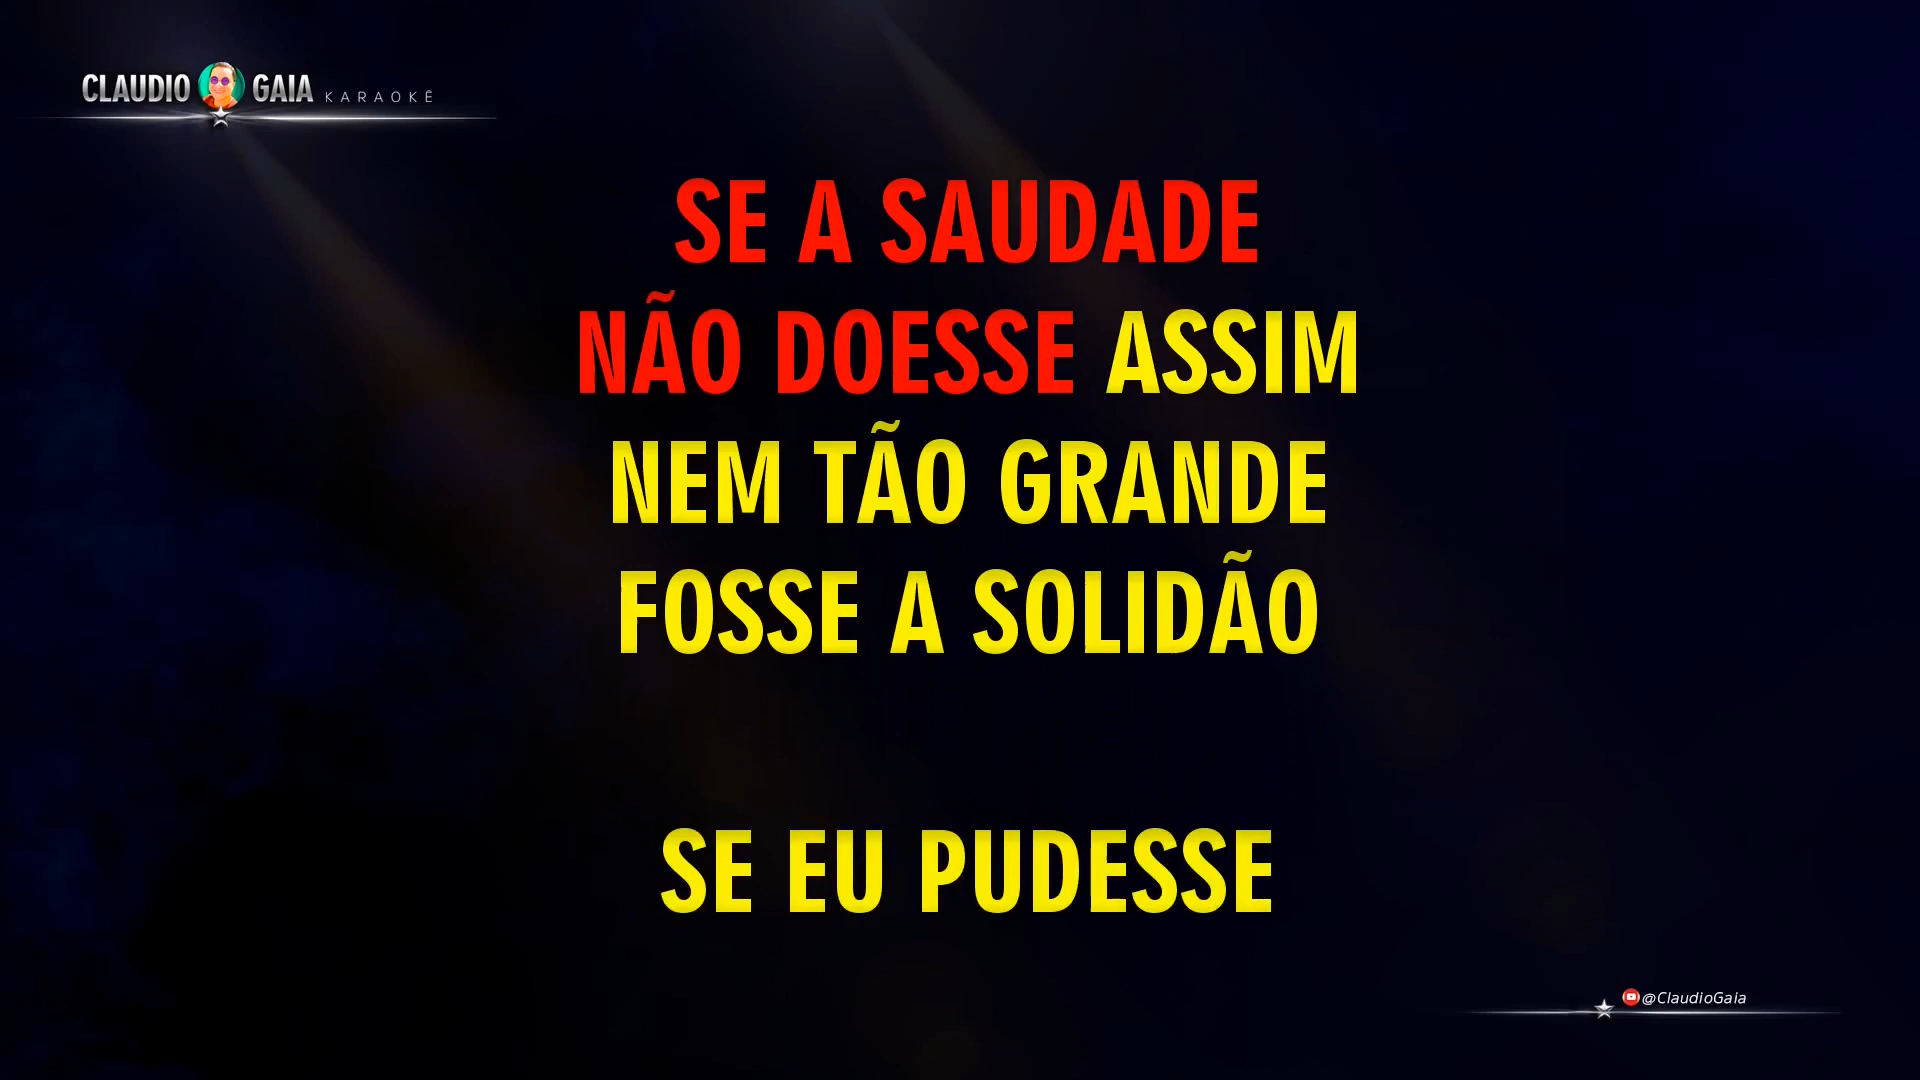 CLAUDIO GAIA KARAOKÊ
SE A SAUDADE
NÃO DOESSE ASSIM
NEM TÃO GRANDE
FOSSE A SOLIDÃO
SE EU PUDESSE
@ClaudioGaia